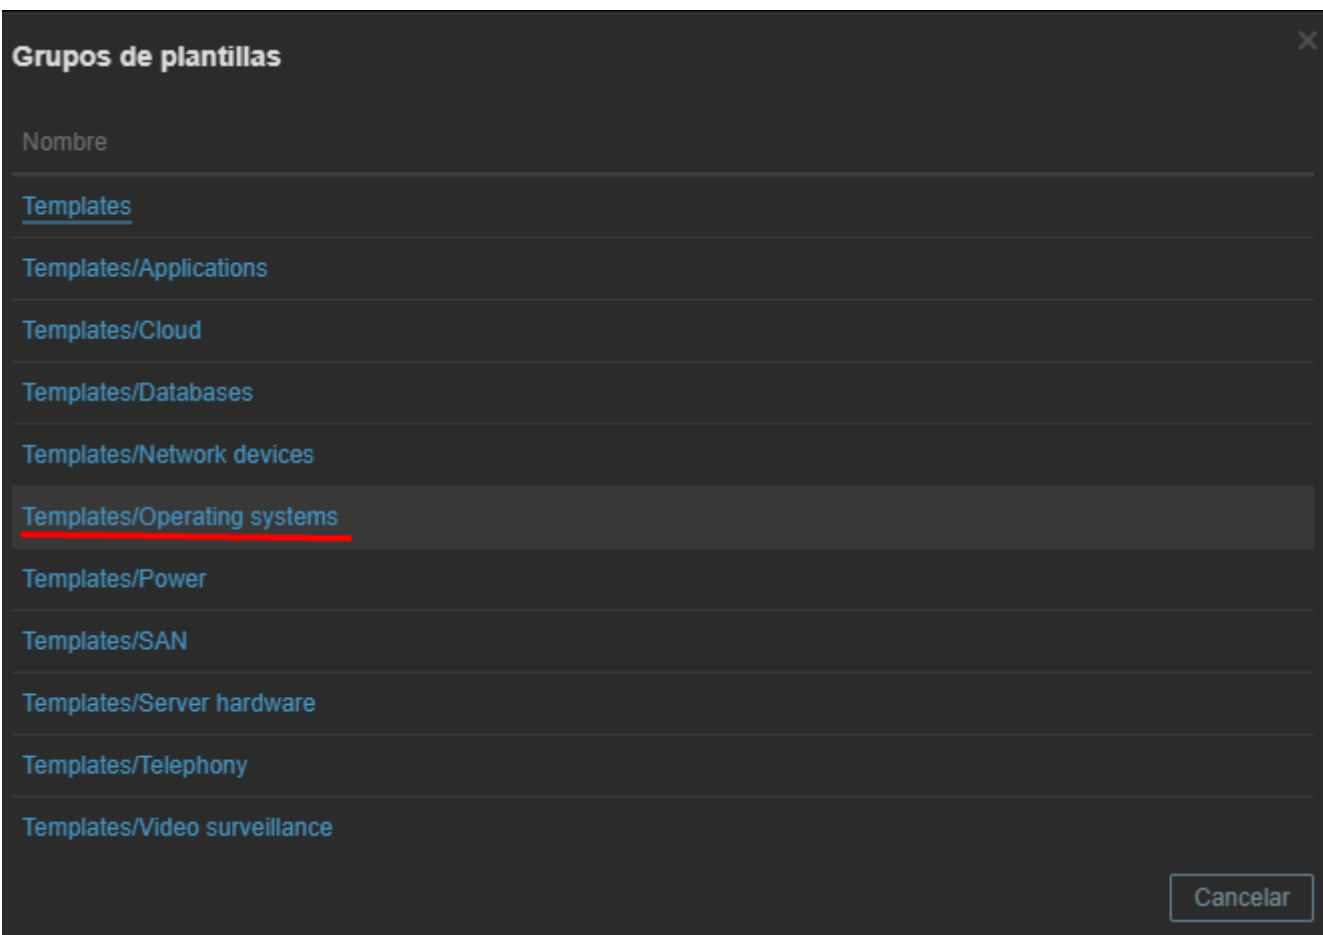 Grupos de plantillas
Nombre
Templates
Templates/Applications
Templates/Cloud
Templates/Databases
Templates/Network devices
Templates/Operating systems
Templates/Power
Templates/SAN
Templates/Server hardware
Templates/Telephony
Templates/Video surveillance
Cancelar